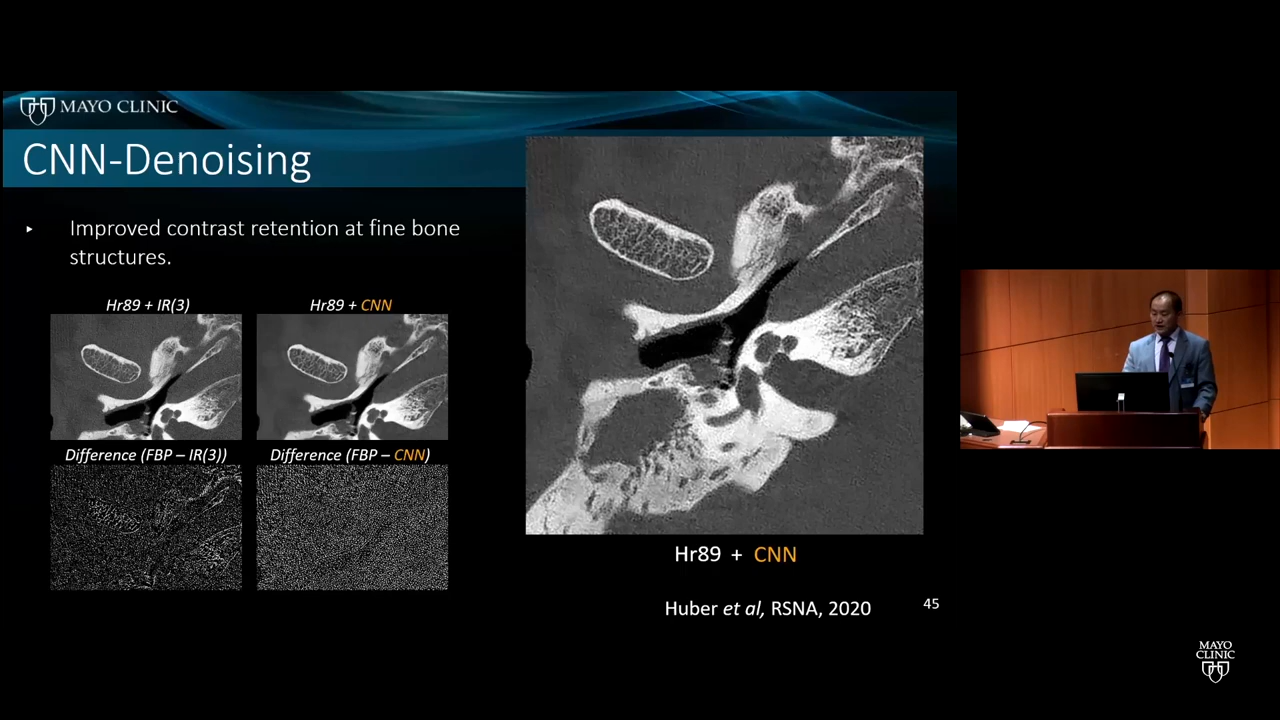 MAYO CLINIC
CNN-Denoising
Improved contrast retention at fine bone
structures.
Hr89 + IR(3)
Hr89 + CNN
Difference (FBP – IR(3))
Difference (FBP – CNN)
Hr89 + CNN
Huber et al, RSNA, 2020
45
MAYO
CLINIC